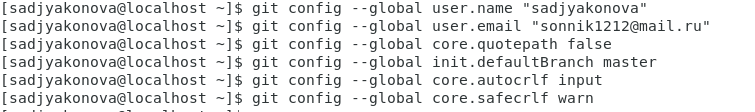 [sadjyakonova@localhost ~]$ git config --global user.name "sadjyakonova"
[sadjyakonova@localhost ~]$ git config --global user.email "sonnik1212@mail.ru"
[sadjyakonova@localhost ~]$ git config --global core.quotepath false
[sadjyakonova@localhost ~]$ git config --global init.defaultBranch master
[sadjyakonova@localhost ~]$ git config --global core.autocrlf input
[sadjyakonova@localhost ~]$ git config --global core.safecrlf warn